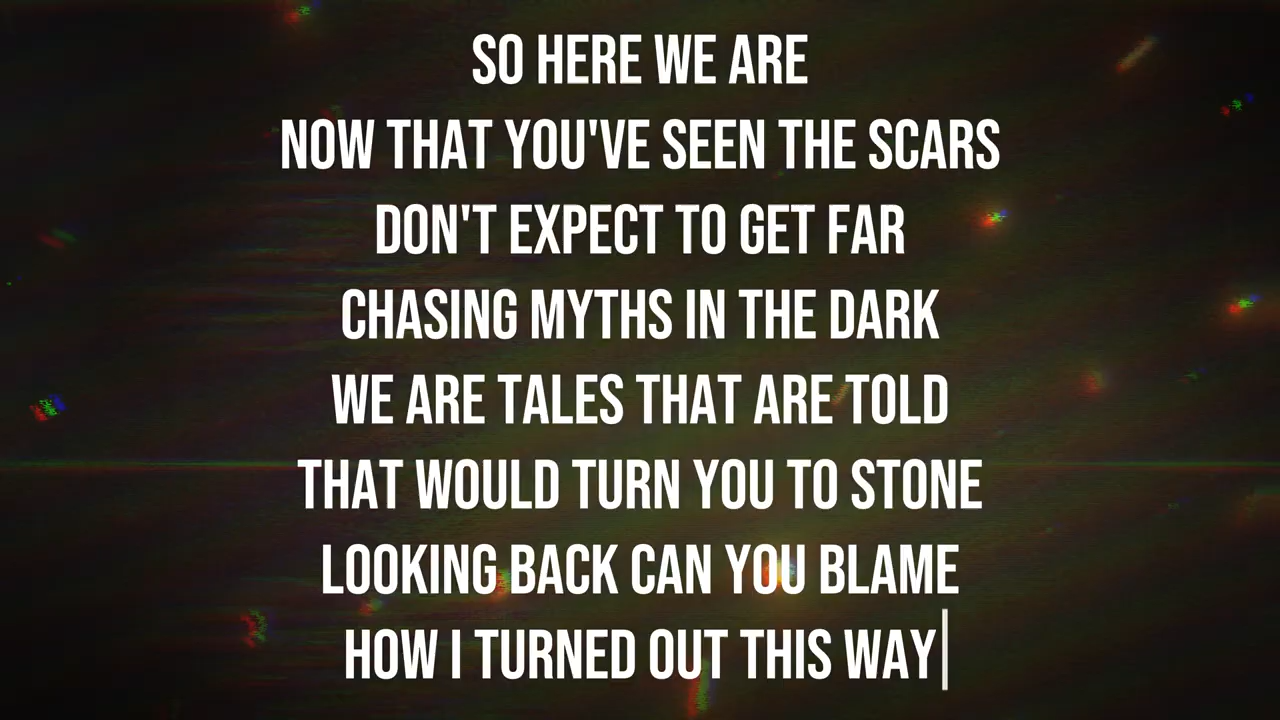 SO HERE WE ARE
NOW THAT YOU'VE SEEN THE SCARS
DON'T EXPECT TO GET FAR
CHASING MYTHS IN THE DARK
WE ARE TALES THAT ARE TOLD
THAT WOULD TURN YOU TO STONE
LOOKING BACK CAN YOU BLAME
HOW I TURNED OUT THIS WAY